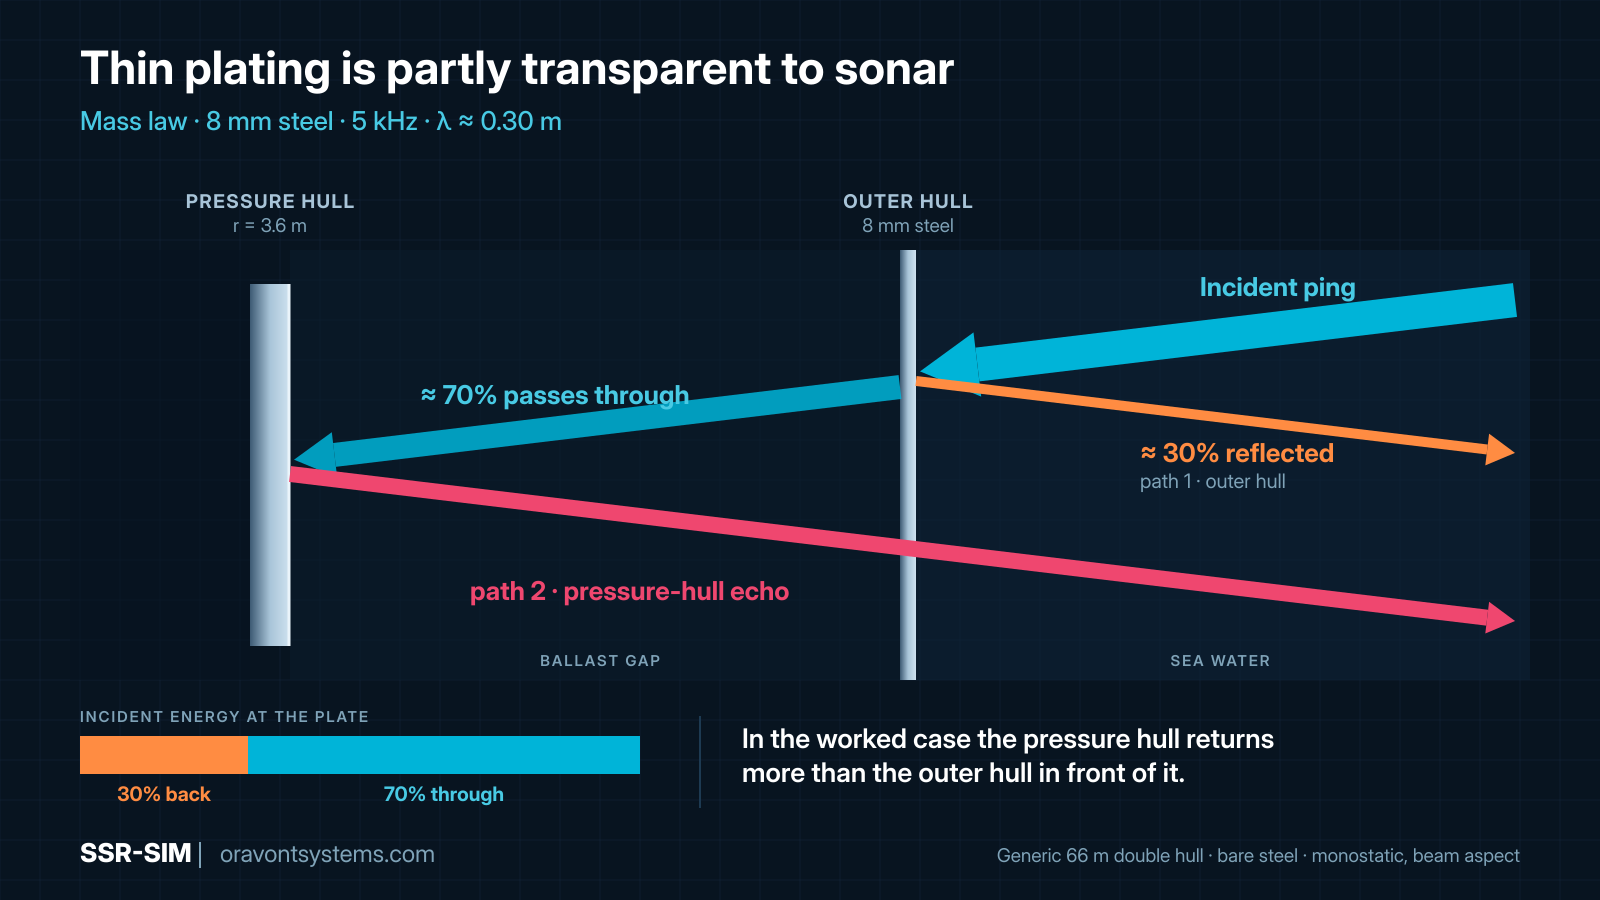 Thin plating is partly transparent to sonar
Mass law · 8 mm steel · 5 kHz · λ ≈ 0.30 m
PRESSURE HULL
r = 3.6 m
OUTER HULL
8 mm steel
Incident ping
≈ 70% passes through
≈ 30% reflected
path 1 · outer hull
path 2 · pressure-hull echo
BALLAST GAP
SEA WATER
INCIDENT ENERGY AT THE PLATE
30% back
70% through
In the worked case the pressure hull returns
more than the outer hull in front of it.
SSR-SIM | oravontsystems.com
Generic 66 m double hull · bare steel · monostatic, beam aspect